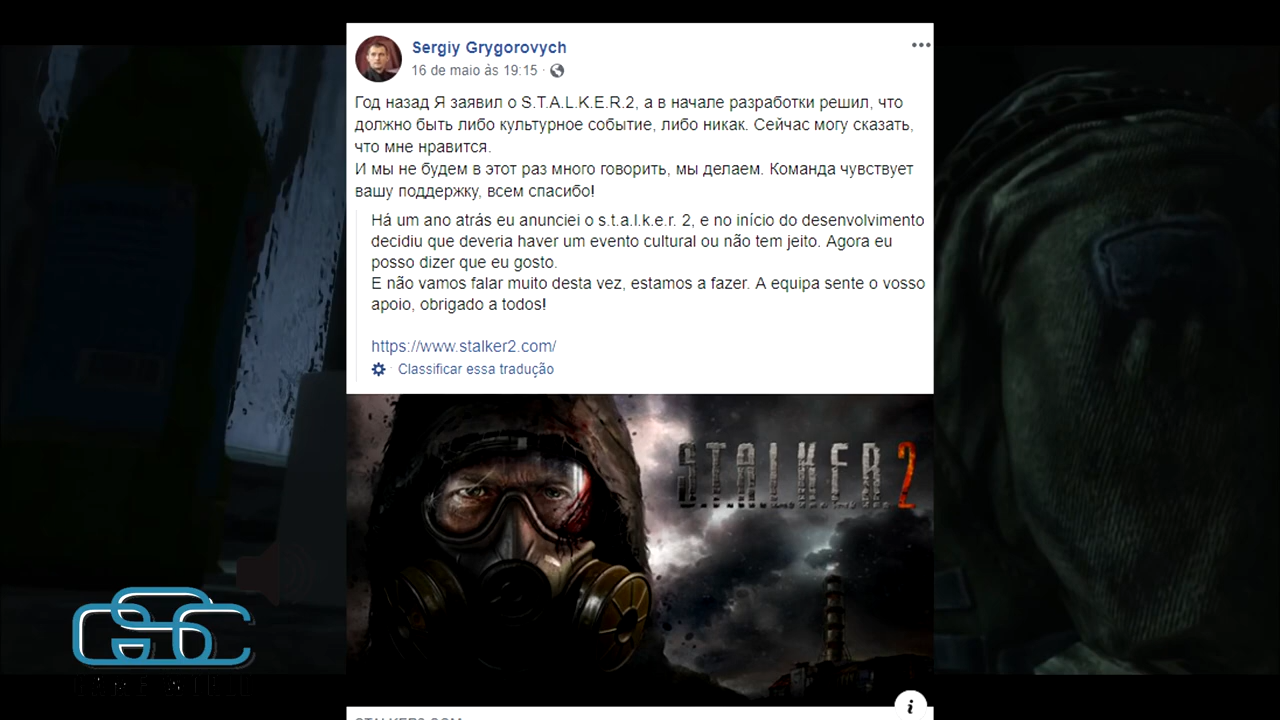 Sergiy Grygorovych
16 de maio às 19:15 ·
Год назад Я заявил о S.T.A.L.K.E.R.2, а в начале разработки решил, что
должно быть либо культурное событие, либо никак. Сейчас могу сказать,
что мне нравится.
И мы не будем в этот раз много говорить, мы делаем. Команда чувствует
вашу поддержку, всем спасибо!
Há um ano atrás eu anunciei o s.t.a.l.k.e.r. 2, e no início do desenvolvimento
decidiu que deveria haver um evento cultural ou não tem jeito. Agora eu
posso dizer que eu gosto.
E não vamos falar muito desta vez, estamos a fazer. A equipa sente o vosso
apoio, obrigado a todos!
https://www.stalker2.com/
· Classificar essa tradução
S.T.A.L.K.E.R. 2
GSC
GAME WORLD
i
STALKER2.COM